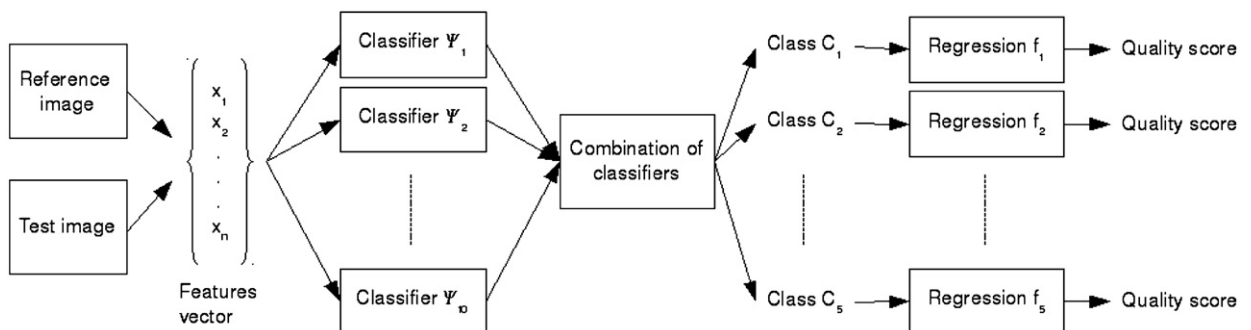 Reference
image
Test image
x₁
x₂
.
.
.
xₙ
Features
vector
Classifier Ψ₁
Classifier Ψ₂
Classifier Ψ₁₀
Combination of
classifiers
Class C₁
Regression f₁
Quality score
Class C₂
Regression f₂
Quality score
Class C₅
Regression f₅
Quality score